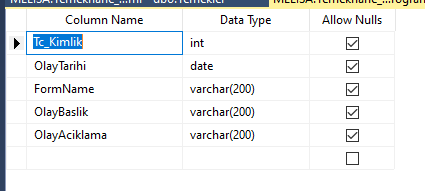 Column Name Data Type Allow Nulls
Tc_Kimlik int
OlayTarihi date
FormName varchar(200)
OlayBaslik varchar(200)
OlayAciklama varchar(200)